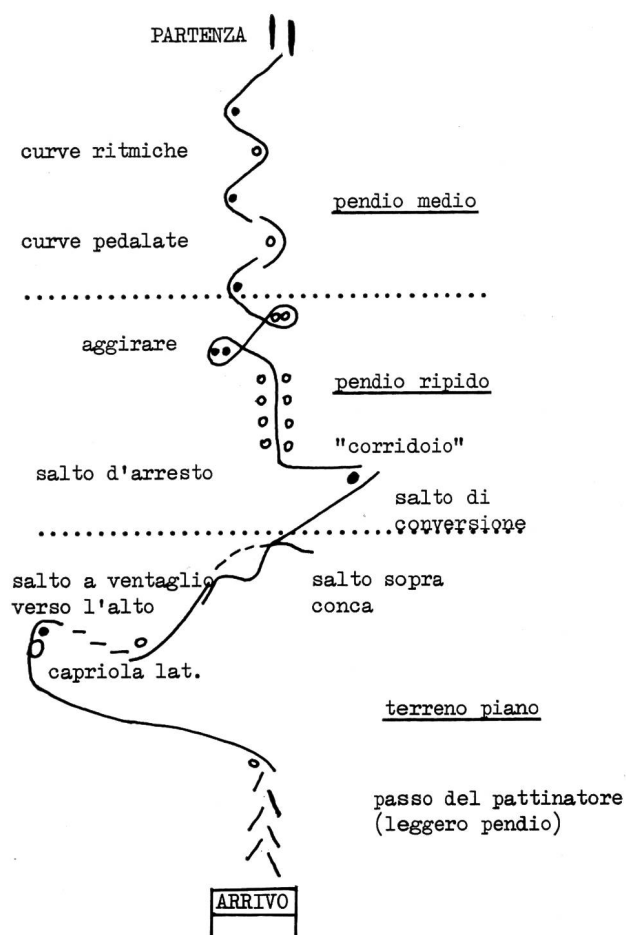 PARTENZA
curve ritmiche
pendio medio
curve pedalate
aggirare
pendio ripido
"corridoio"
salto d'arresto
salto di
conversione
salto a ventaglio
verso l'alto
salto sopra
conca
capriola lat.
terreno piano
passo del pattinatore
(leggero pendio)
ARRIVO